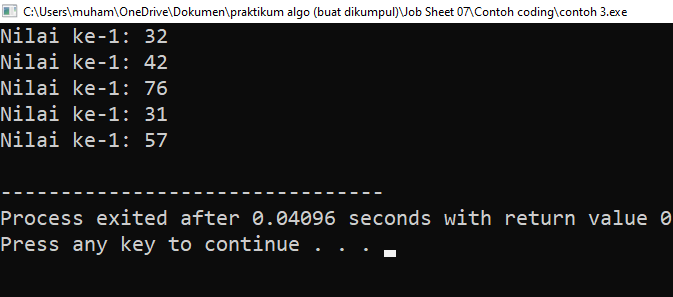 C:\Users\muham\OneDrive\Dokumen\praktikum algo (buat dikumpul)\Job Sheet 07\Contoh coding\contoh 3.exe
Nilai ke-1: 32
Nilai ke-1: 42
Nilai ke-1: 76
Nilai ke-1: 31
Nilai ke-1: 57
--------------------------------
Process exited after 0.04096 seconds with return value 0
Press any key to continue . . .